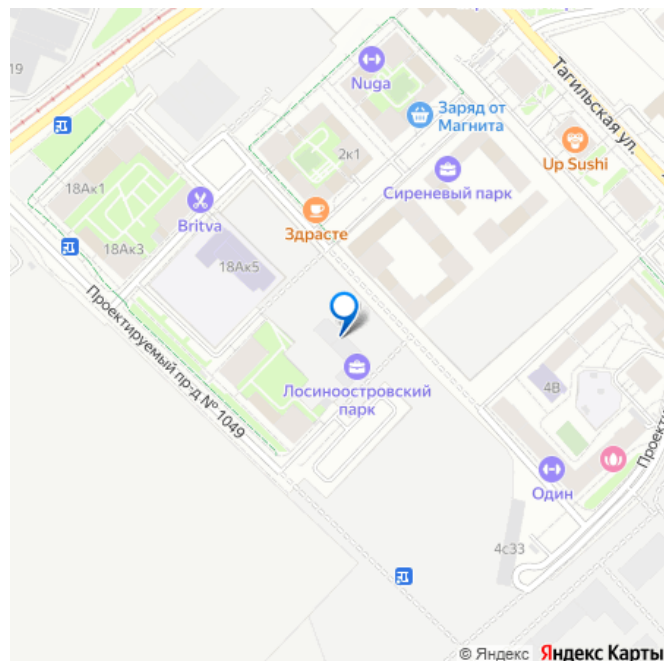 19
Nuga
Тагильская ул.
Заряд от
Магнита
2к1
Up Sushi
Сиреневый парк
18Ак1
Britva
Здрасте
18Ак3
18Ак5
Проектируемый пр-д № 1049
Лосиноостровский
парк
4В
Один
4с33
© Яндекс Яндекс Карты